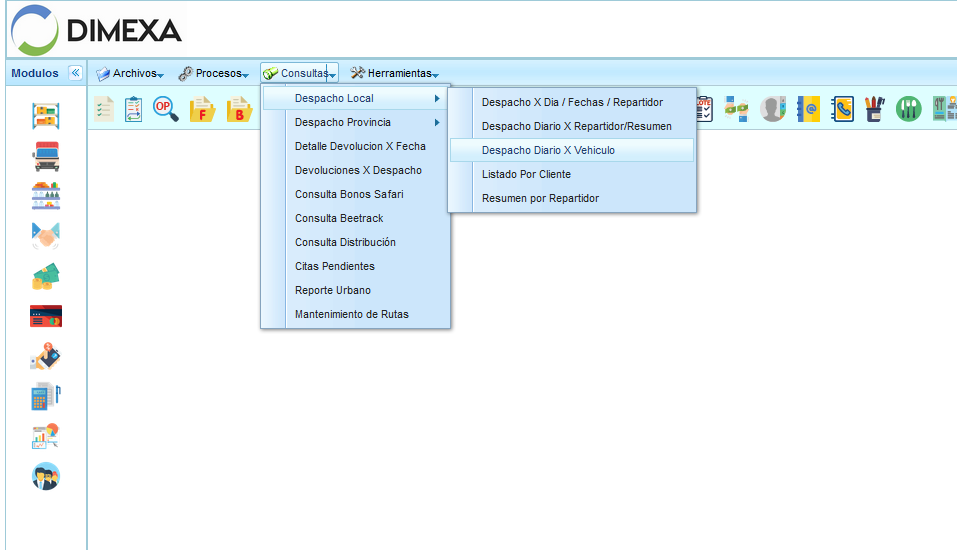 DIMEXA
Modulos
Archivos
Procesos
Consultas
Herramientas
OP
F
B
Despacho Local
Despacho Provincia
Detalle Devolucion X Fecha
Devoluciones X Despacho
Consulta Bonos Safari
Consulta Beetrack
Consulta Distribución
Citas Pendientes
Reporte Urbano
Mantenimiento de Rutas
Despacho X Dia / Fechas / Repartidor
Despacho Diario X Repartidor/Resumen
Despacho Diario X Vehiculo
Listado Por Cliente
Resumen por Repartidor
@